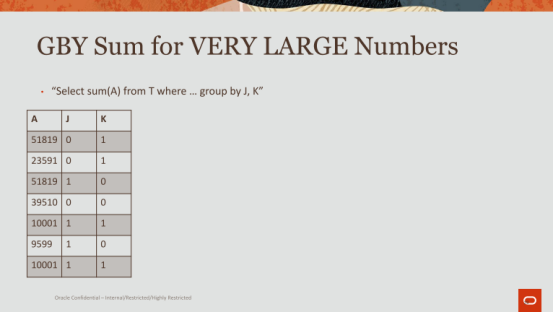 GBY Sum for VERY LARGE Numbers
• “Select sum(A) from T where ... group by J, K”
A J K
51819 0 1
23591 0 1
51819 1 0
39510 0 0
10001 1 1
9599 1 0
10001 1 1
Oracle Confidential – Internal/Restricted/Highly Restricted